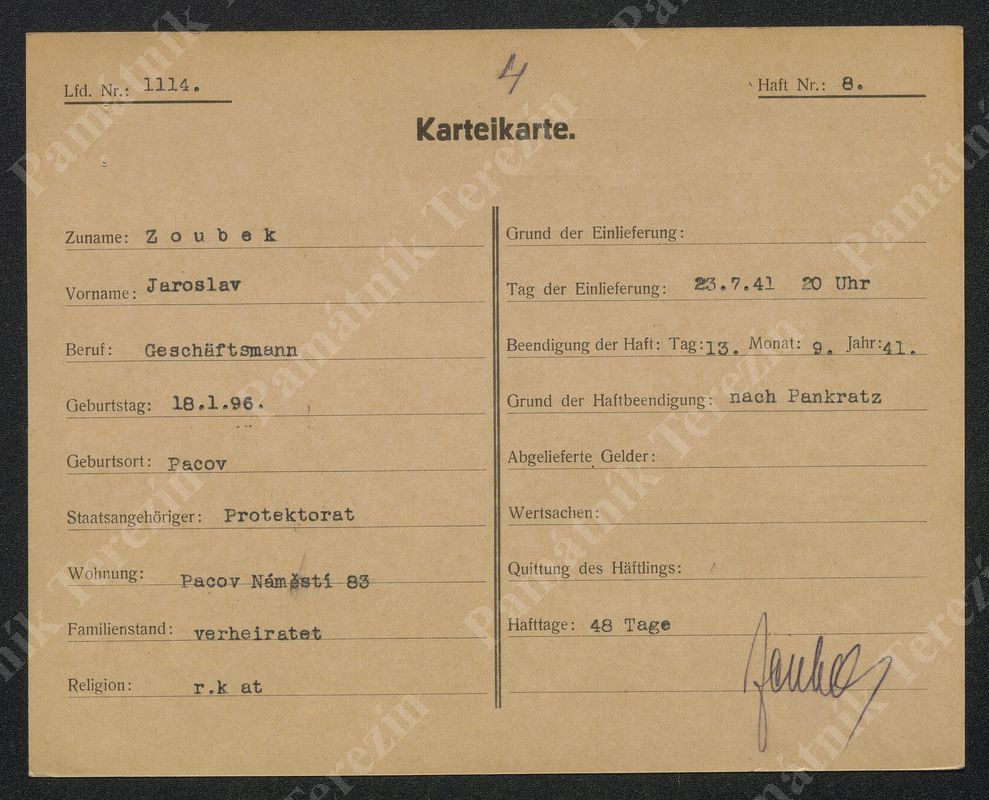 4
Lfd. Nr.: 1114.
Haft Nr.: 8.
Karteikarte.
Zuname: Zoubek
Vorname: Jaroslav
Beruf: Geschäftsmann
Geburtstag: 18.1.96.
Geburtsort: Pacov
Staatsangehöriger: Protektorat
Wohnung: Pacov Náměstí 83
Familienstand: verheiratet
Religion: r.k at
Grund der Einlieferung:
Tag der Einlieferung: 23.7.41 20 Uhr
Beendigung der Haft: Tag: 13. Monat: 9. Jahr: 41.
Grund der Haftbeendigung: nach Pankratz
Abgelieferte Gelder:
Wertsachen:
Quittung des Häftlings:
Hafttage: 48 Tage
Památník Terezín